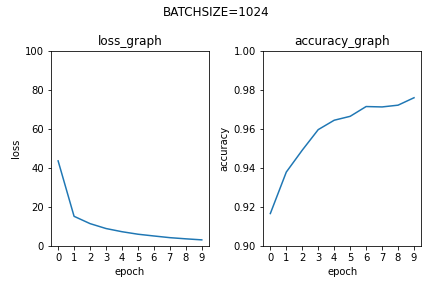 BATCHSIZE=1024
loss_graph
100
80
60
40
20
0
loss
0 1 2 3 4 5 6 7 8 9
epoch
accuracy_graph
1.00
0.98
0.96
0.94
0.92
0.90
accuracy
0 1 2 3 4 5 6 7 8 9
epoch